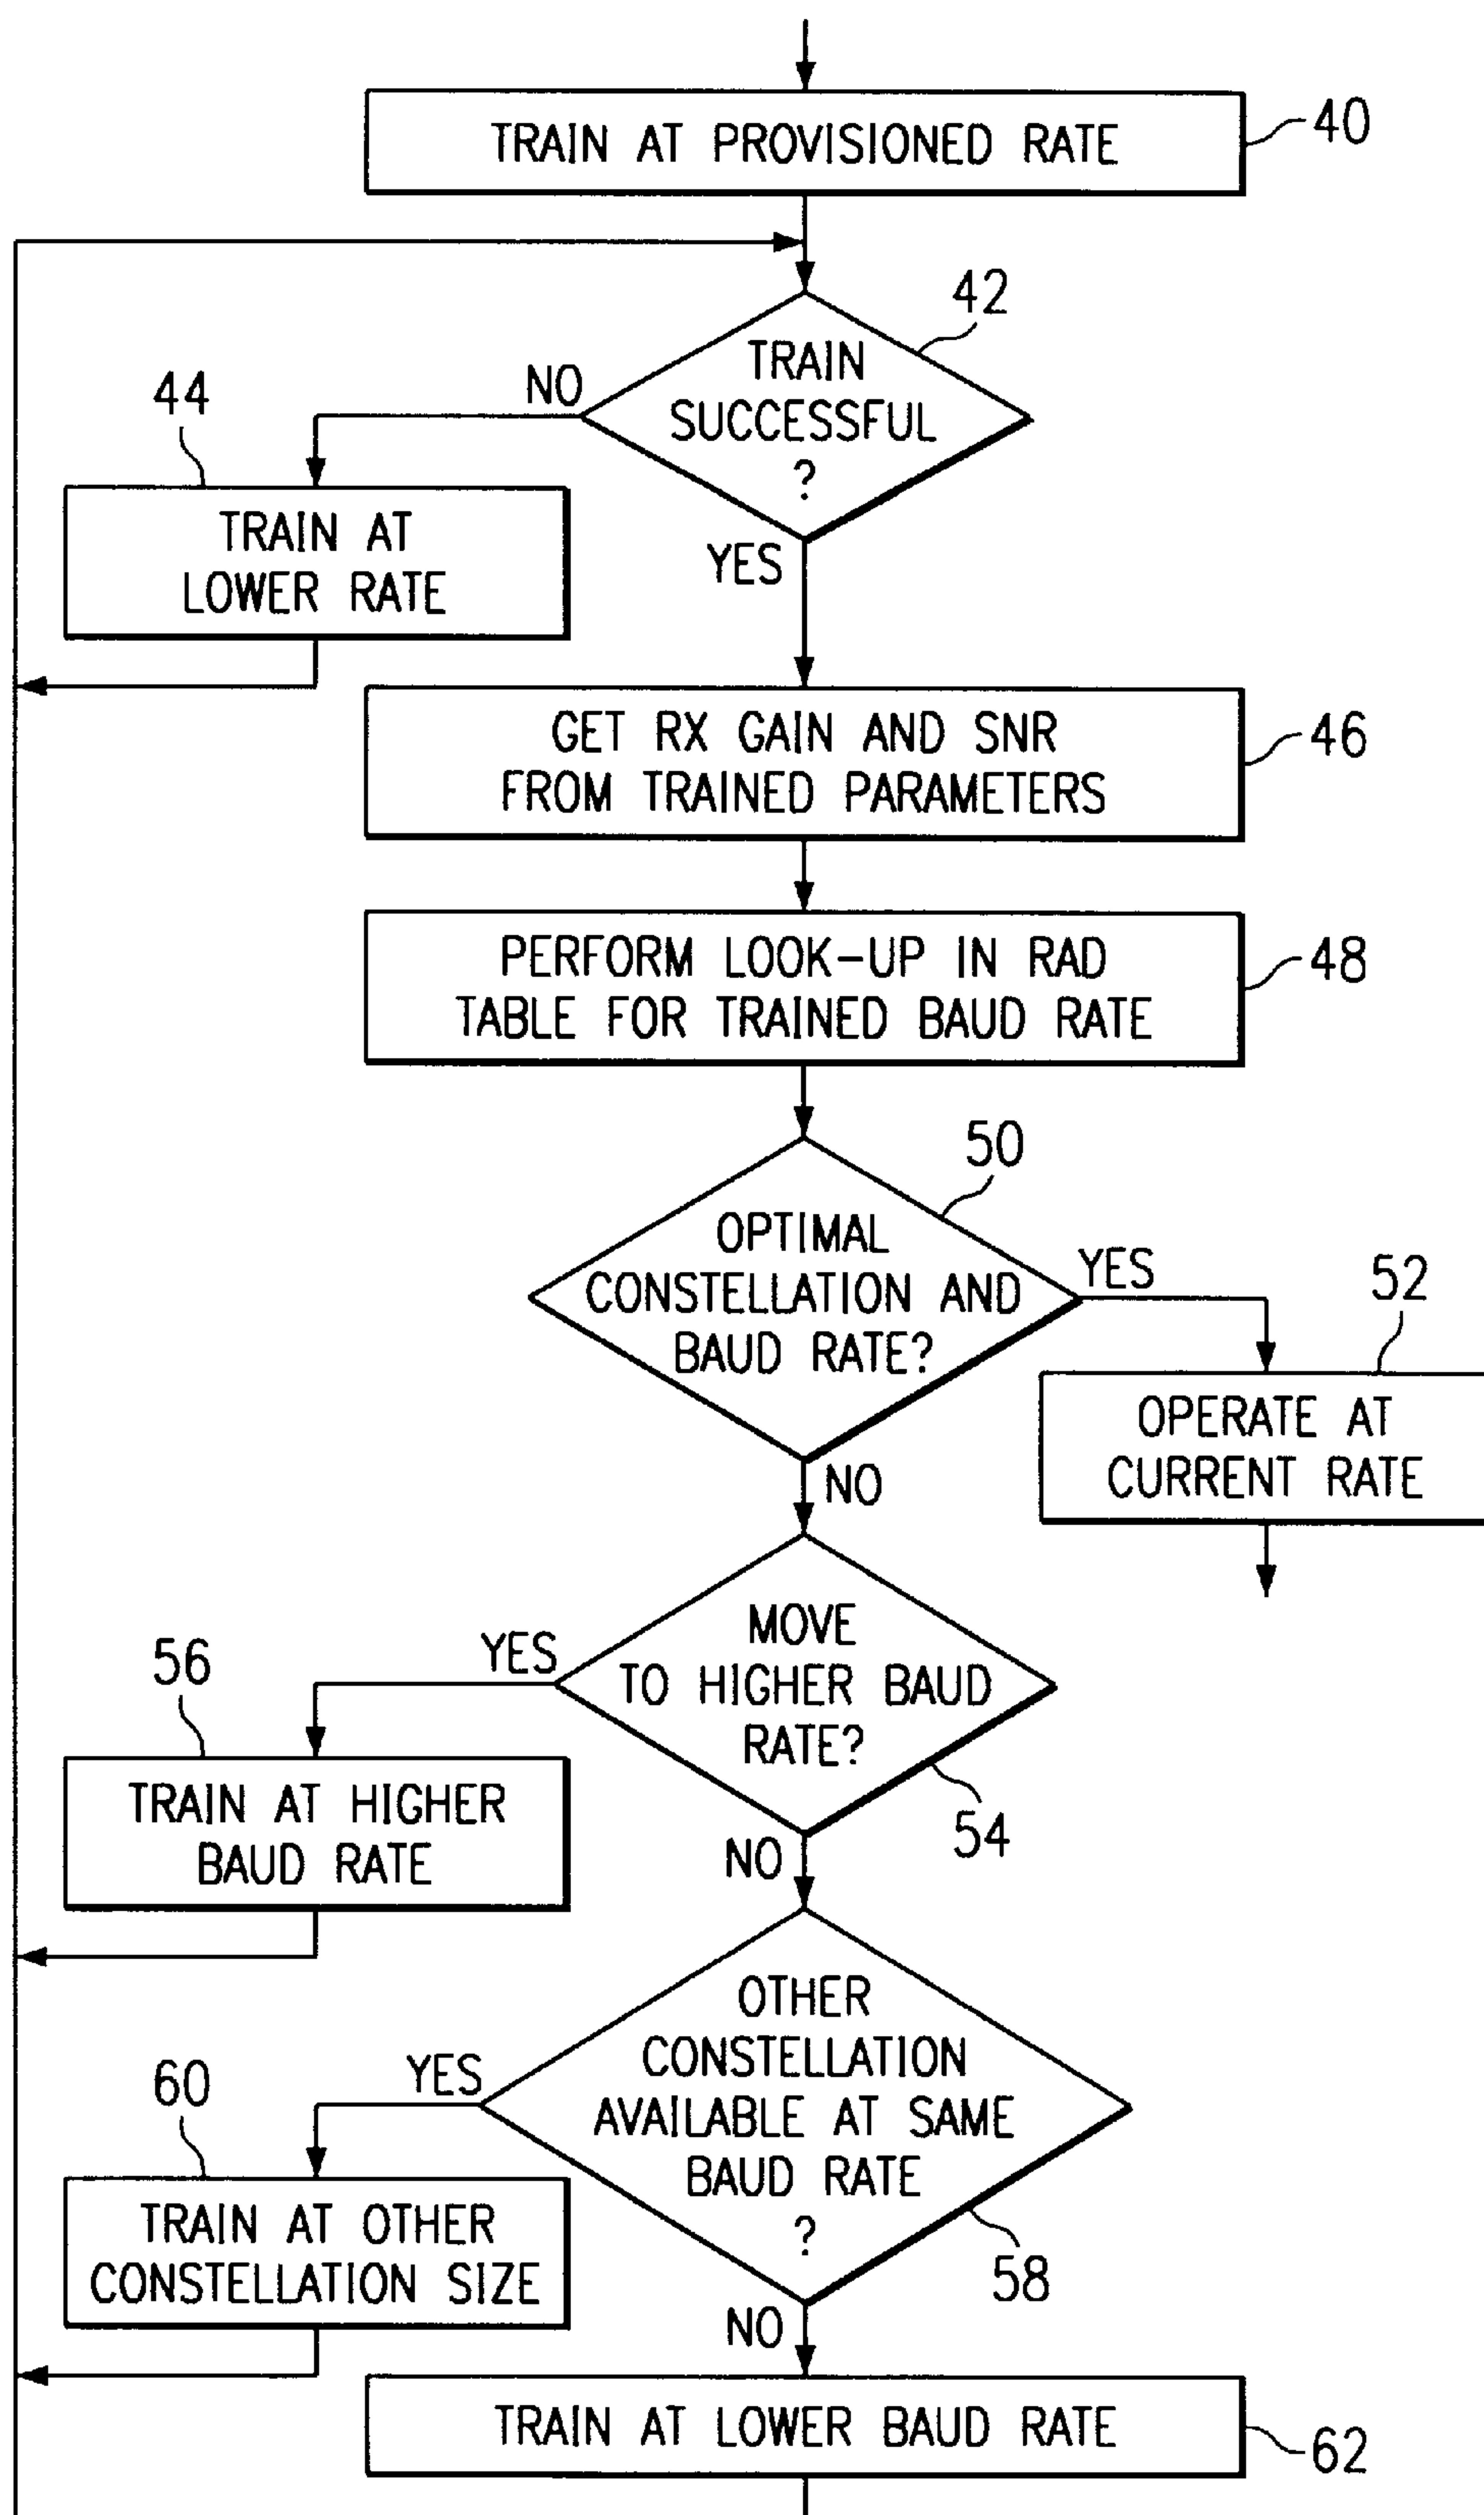 TRAIN AT PROVISIONED RATE
40
42
TRAIN
SUCCESSFUL
?
NO
44
TRAIN AT
LOWER RATE
YES
GET RX GAIN AND SNR
FROM TRAINED PARAMETERS
46
PERFORM LOOK-UP IN RAD
TABLE FOR TRAINED BAUD RATE
48
50
OPTIMAL
CONSTELLATION AND
BAUD RATE?
YES
52
OPERATE AT
CURRENT RATE
NO
MOVE
TO HIGHER BAUD
RATE?
54
YES
56
TRAIN AT HIGHER
BAUD RATE
NO
OTHER
CONSTELLATION
AVAILABLE AT SAME
BAUD RATE
?
58
YES
60
TRAIN AT OTHER
CONSTELLATION SIZE
NO
TRAIN AT LOWER BAUD RATE
62